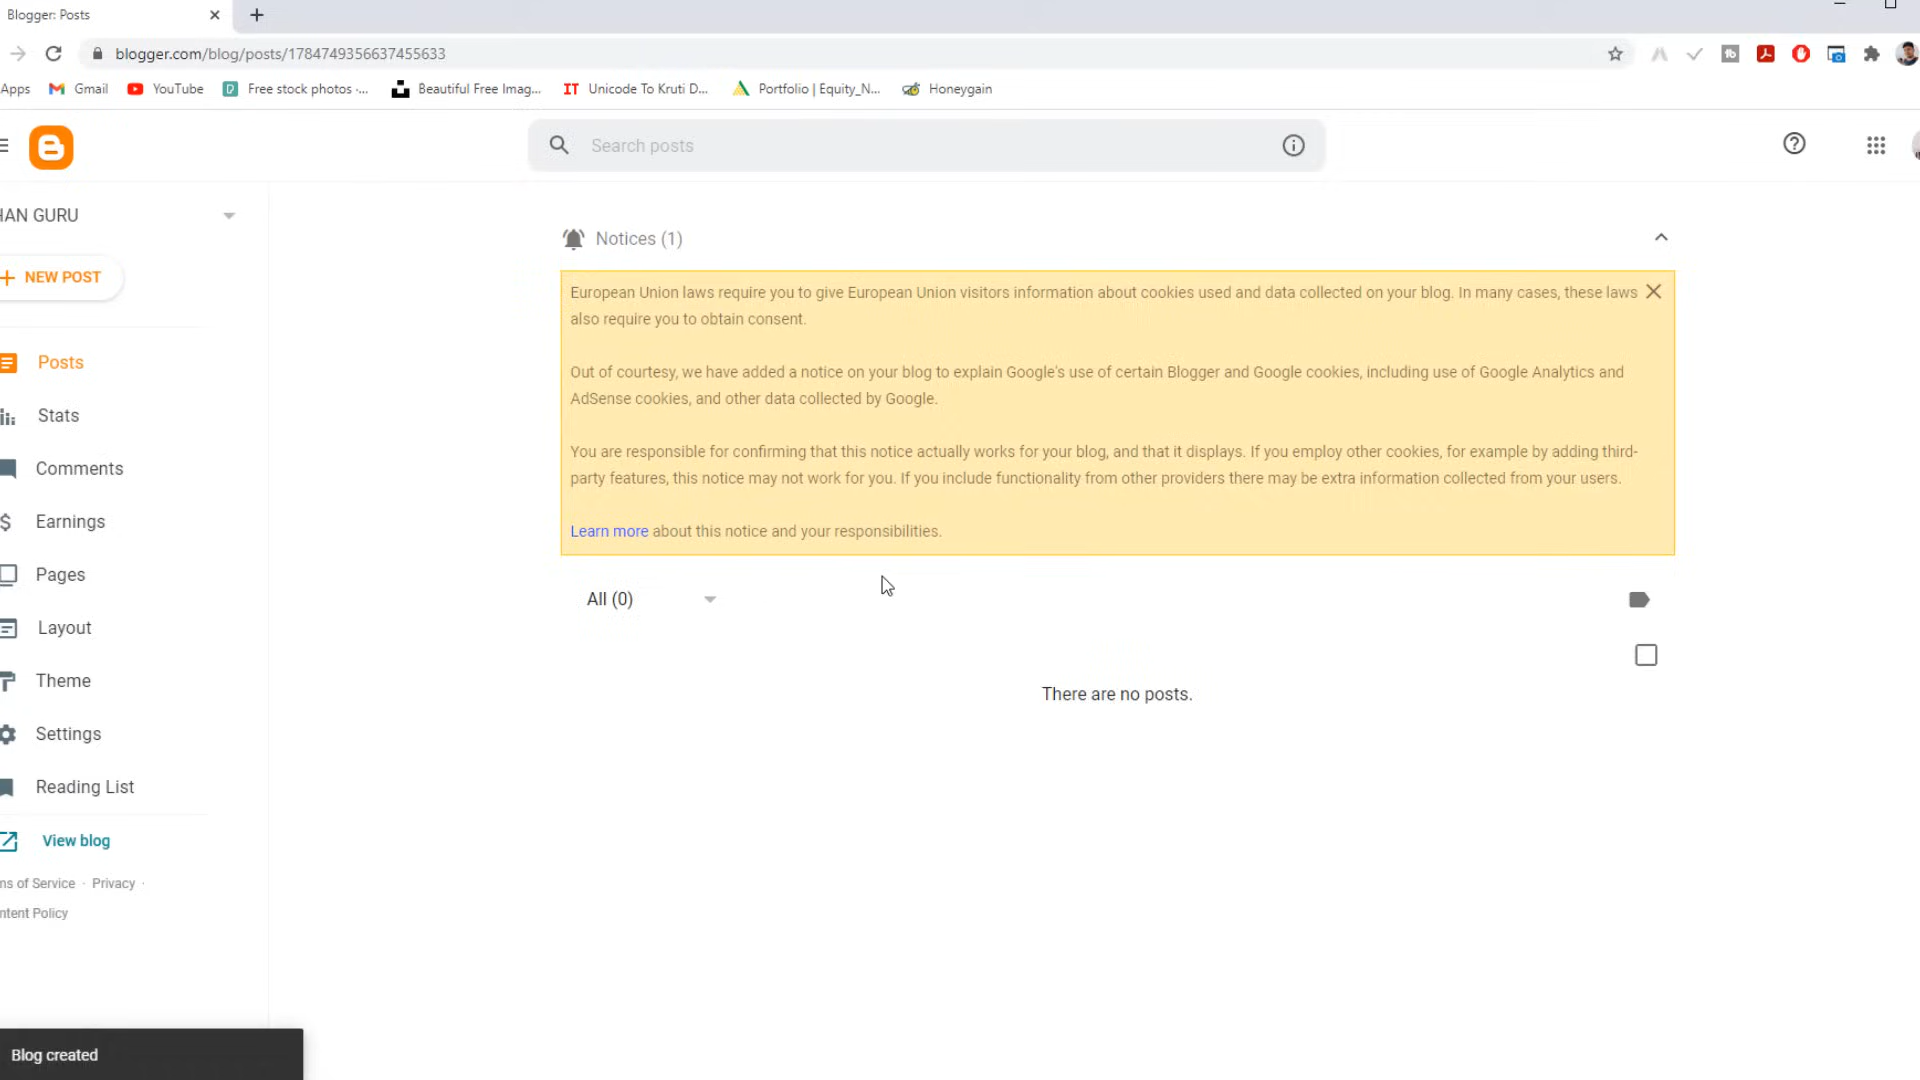 Blogger: Posts
blogger.com/blog/posts/1784749356637455633
Apps Gmail YouTube Free stock photos -... Beautiful Free Imag... IT Unicode To Kruti D... Portfolio | Equity_N... Honeygain
Search posts
HAN GURU
NEW POST
Posts
Stats
Comments
Earnings
Pages
Layout
Theme
Settings
Reading List
View blog
ms of Service · Privacy ·
ntent Policy
Notices (1)
European Union laws require you to give European Union visitors information about cookies used and data collected on your blog. In many cases, these laws
also require you to obtain consent.
Out of courtesy, we have added a notice on your blog to explain Google's use of certain Blogger and Google cookies, including use of Google Analytics and
AdSense cookies, and other data collected by Google.
You are responsible for confirming that this notice actually works for your blog, and that it displays. If you employ other cookies, for example by adding third-
party features, this notice may not work for you. If you include functionality from other providers there may be extra information collected from your users.
Learn more about this notice and your responsibilities.
All (0)
There are no posts.
Blog created